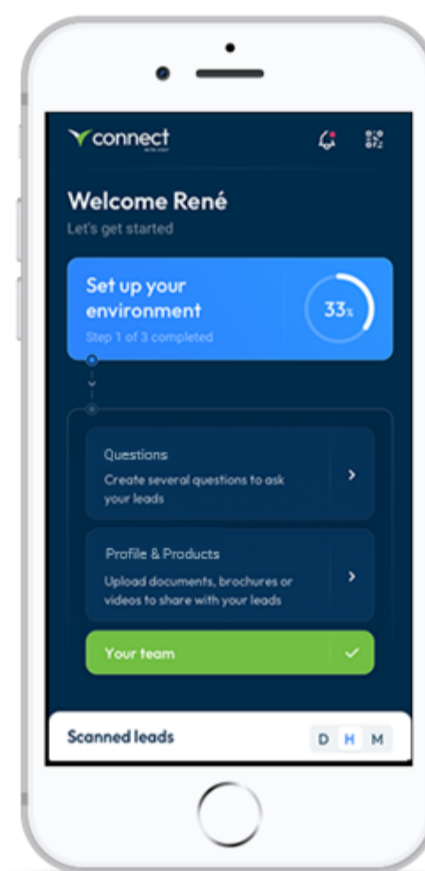 connect
Welcome René
Let's get started
Set up your
environment
33%
Step 1 of 3 completed
Questions
Create several questions to ask
your leads
Profile & Products
Upload documents, brochures or
videos to share with your leads
Your team
Scanned leads
D H M